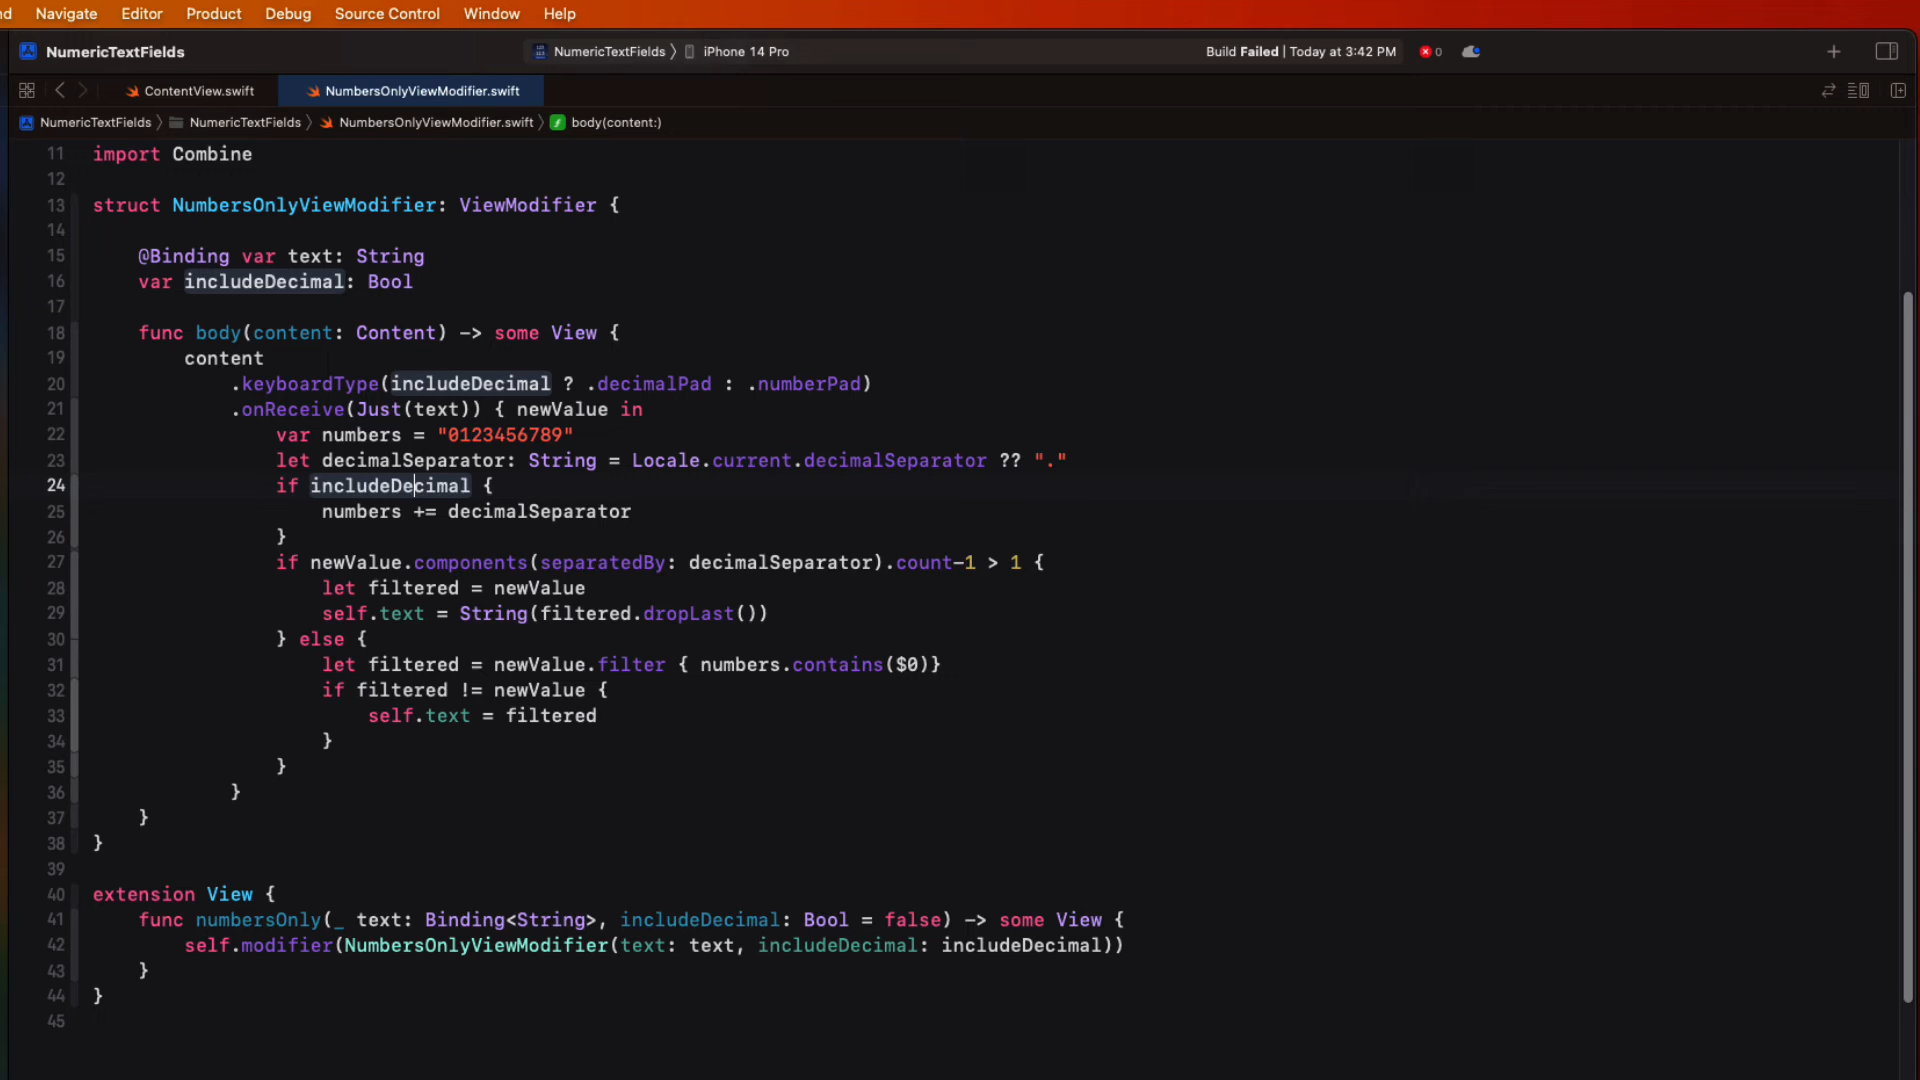 Navigate Editor Product Debug Source Control Window Help
NumericTextFields NumericTextFields 〉 iPhone 14 Pro Build Failed | Today at 3:42 PM 0
ContentView.swift NumbersOnlyViewModifier.swift
NumericTextFields 〉 NumericTextFields 〉 NumbersOnlyViewModifier.swift 〉 body(content:)
11 import Combine
12
13 struct NumbersOnlyViewModifier: ViewModifier {
14
15     @Binding var text: String
16     var includeDecimal: Bool
17
18     func body(content: Content) -> some View {
19         content
20             .keyboardType(includeDecimal ? .decimalPad : .numberPad)
21             .onReceive(Just(text)) { newValue in
22                 var numbers = "0123456789"
23                 let decimalSeparator: String = Locale.current.decimalSeparator ?? "."
24                 if includeDecimal {
25                     numbers += decimalSeparator
26                 }
27                 if newValue.components(separatedBy: decimalSeparator).count-1 > 1 {
28                     let filtered = newValue
29                     self.text = String(filtered.dropLast())
30                 } else {
31                     let filtered = newValue.filter { numbers.contains($0)}
32                     if filtered != newValue {
33                         self.text = filtered
34                     }
35                 }
36             }
37     }
38 }
39
40 extension View {
41     func numbersOnly(_ text: Binding<String>, includeDecimal: Bool = false) -> some View {
42         self.modifier(NumbersOnlyViewModifier(text: text, includeDecimal: includeDecimal))
43     }
44 }
45